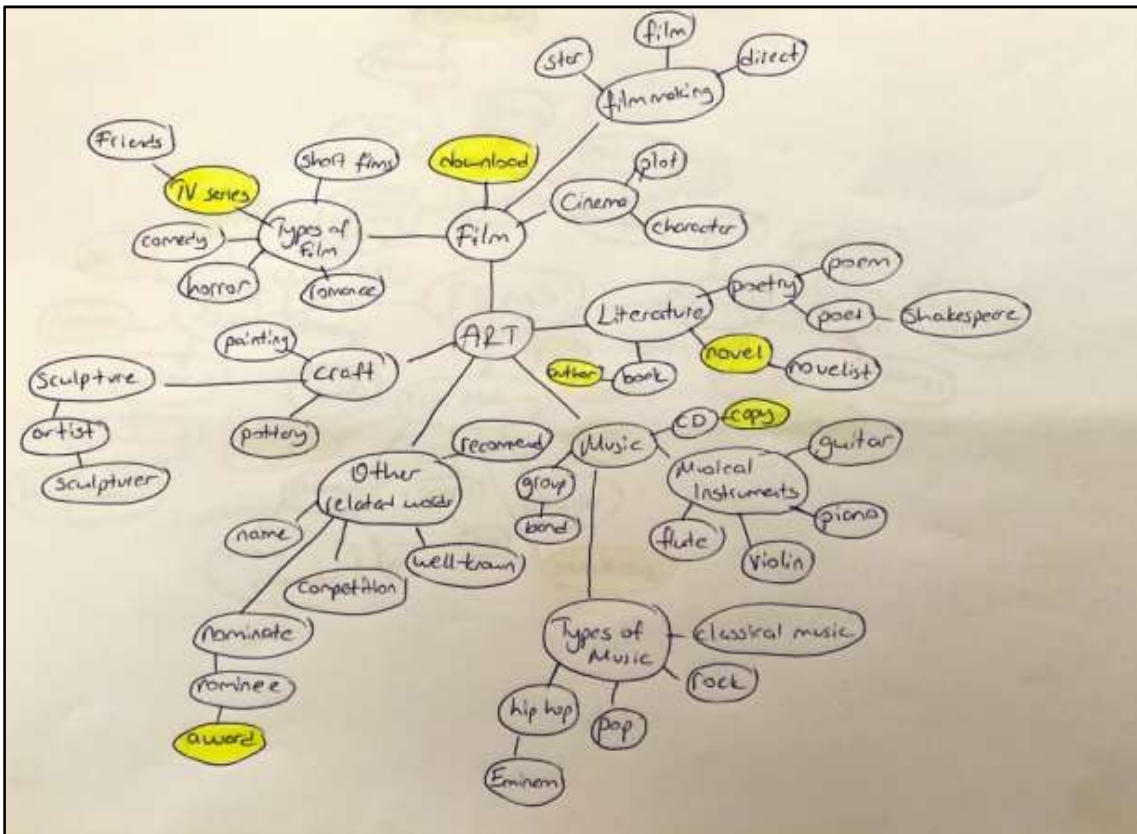 film
star
direct
filmmaking
Friends
short fims
Download
plot
TV series
Cinema
comedy
Types of
Film
Film
character
horror
romance
poem
poetry
Literature
ART
poet
Shakespeare
painting
craft
novel
sculpture
author
book
novelist
CD
copy
artist
pottery
recommend
Music
guitar
Other
related words
group
Musical
Instruments
sculpturer
name
band
flute
piano
well-known
violin
competition
nominate
Types of
Music
classical music
nominee
rock
hip hop
pop
award
Eminem